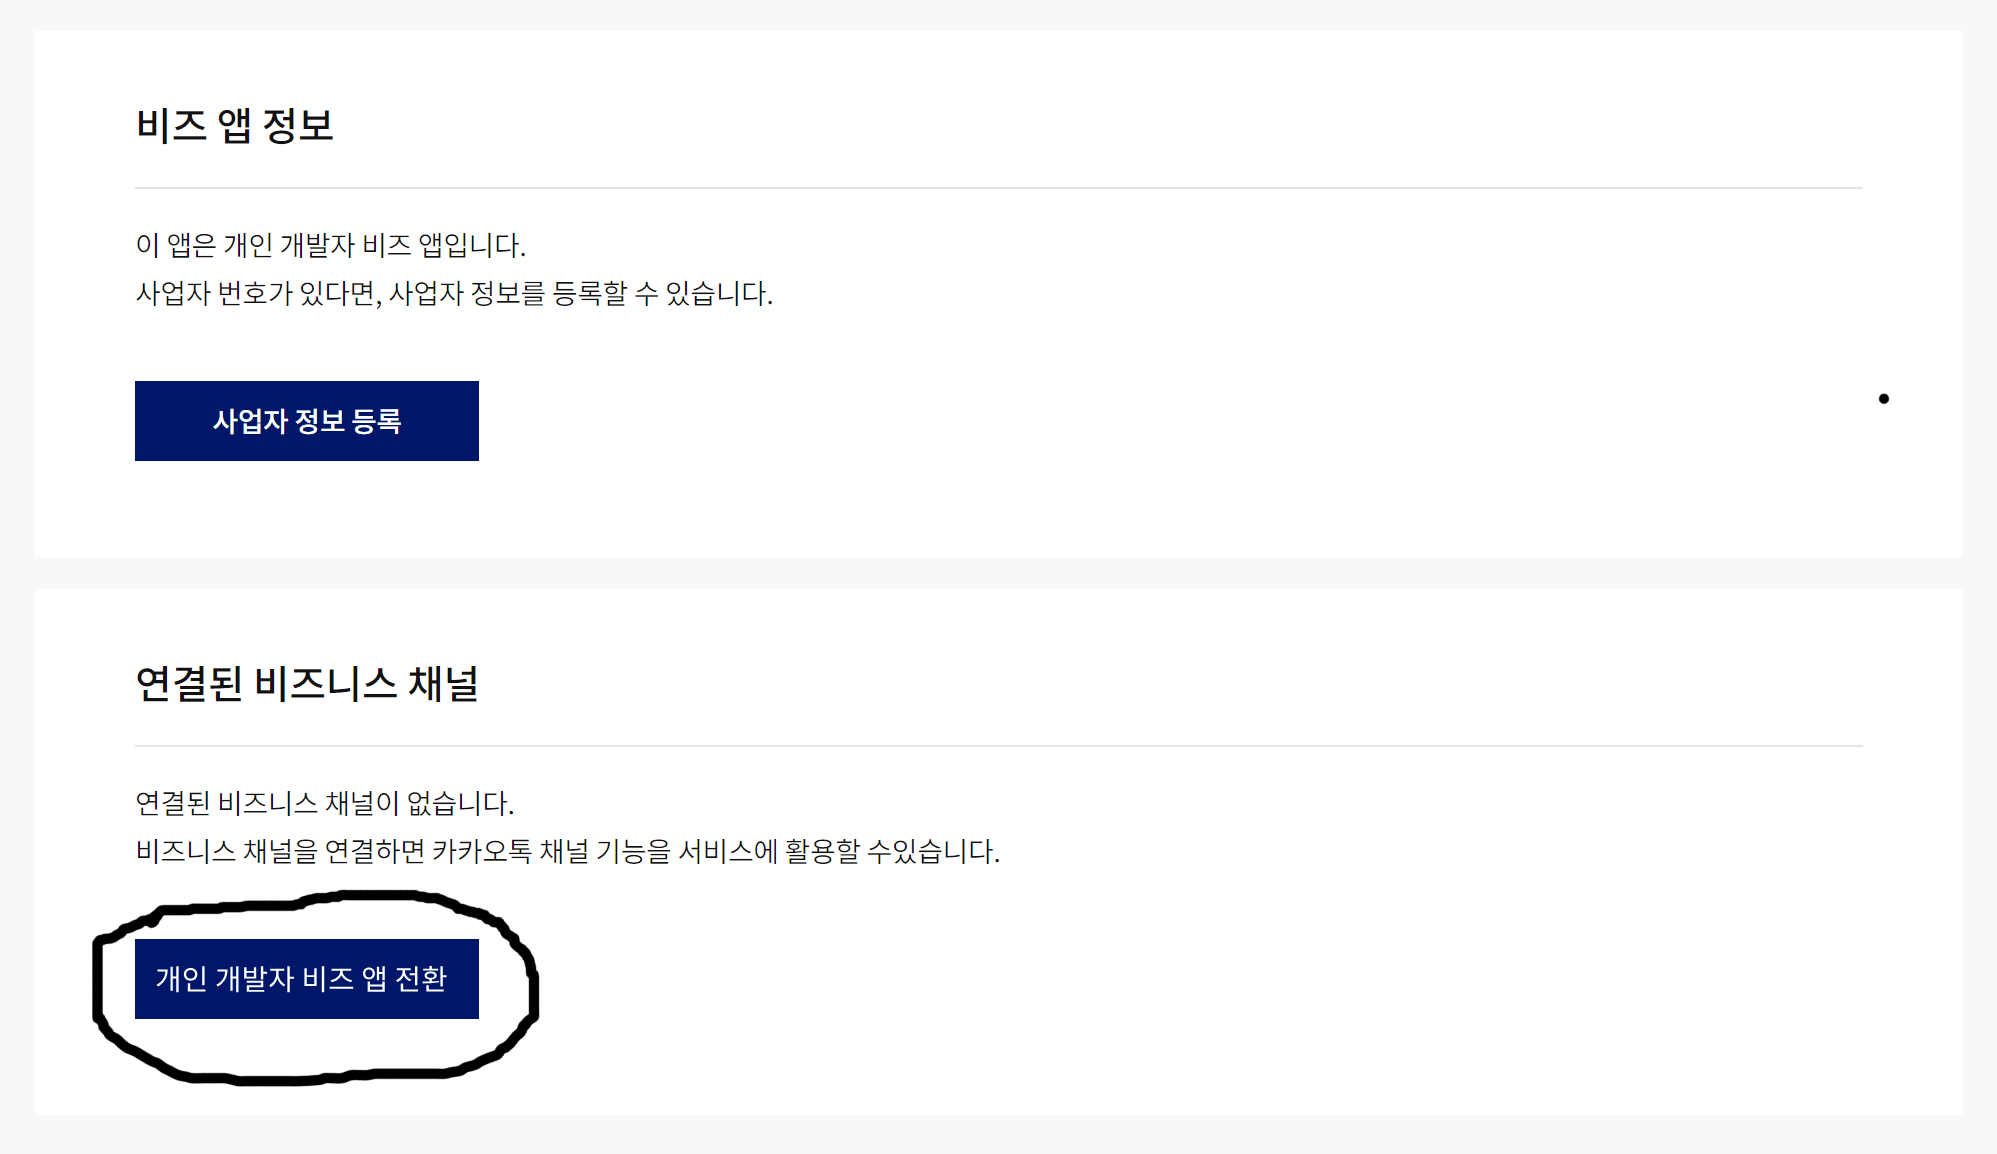 비즈 앱 정보
이 앱은 개인 개발자 비즈 앱입니다.
사업자 번호가 있다면, 사업자 정보를 등록할 수 있습니다.
사업자 정보 등록
연결된 비즈니스 채널
연결된 비즈니스 채널이 없습니다.
비즈니스 채널을 연결하면 카카오톡 채널 기능을 서비스에 활용할 수있습니다.
개인 개발자 비즈 앱 전환